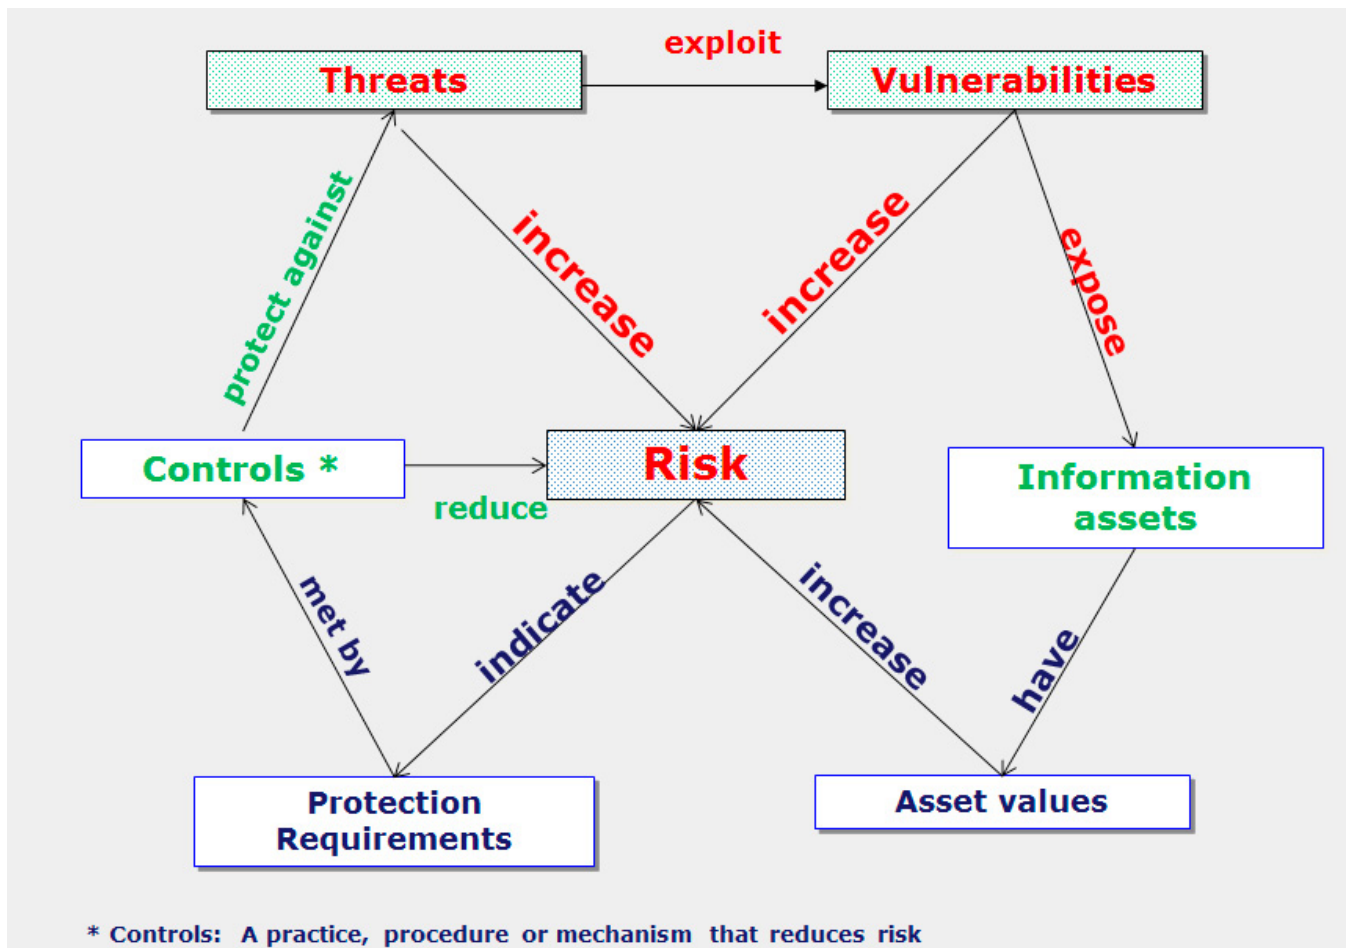 exploit
Threats
Vulnerabilities
protect against
increase
increase
expose
Controls *
Risk
reduce
Information
assets
met by
indicate
increase
have
Protection
Requirements
Asset values
* Controls: A practice, procedure or mechanism that reduces risk